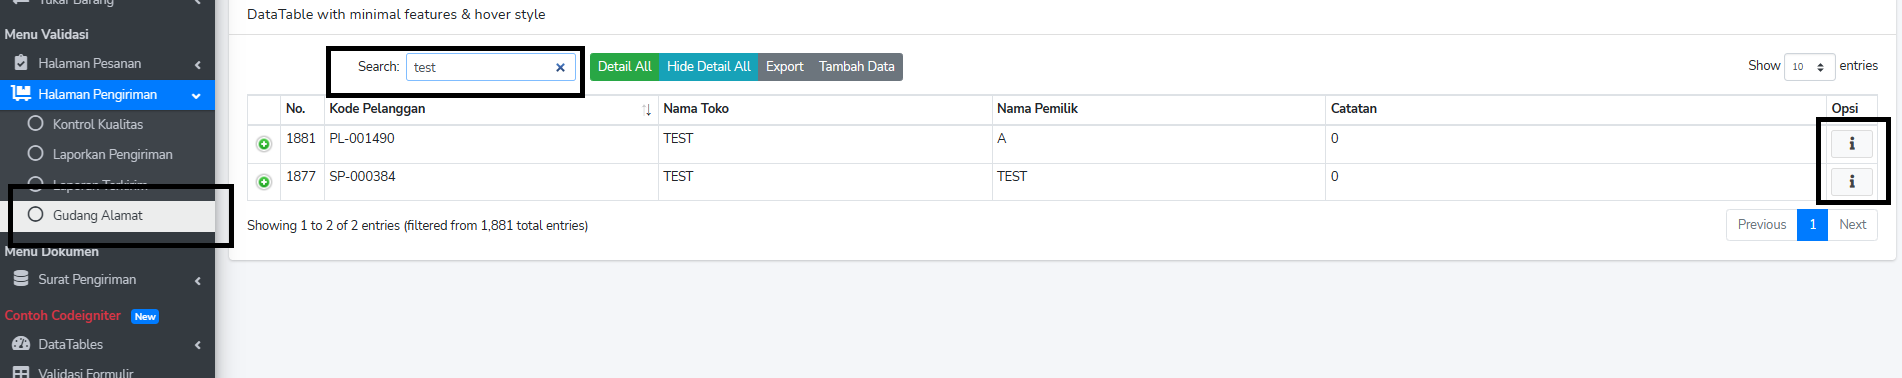 Tukar Barang
Menu Validasi
Halaman Pesanan
Halaman Pengiriman
Kontrol Kualitas
Laporkan Pengiriman
Laporan Terkirim
Gudang Alamat
Menu Dokumen
Surat Pengiriman
Contoh Codeigniter New
DataTables
Validasi Formulir
DataTable with minimal features & hover style
Search: test Detail All Hide Detail All Export Tambah Data Show 10 entries
No. Kode Pelanggan Nama Toko Nama Pemilik Catatan Opsi
1881 PL-001490 TEST A 0
1877 SP-000384 TEST TEST 0
Showing 1 to 2 of 2 entries (filtered from 1,881 total entries) Previous 1 Next